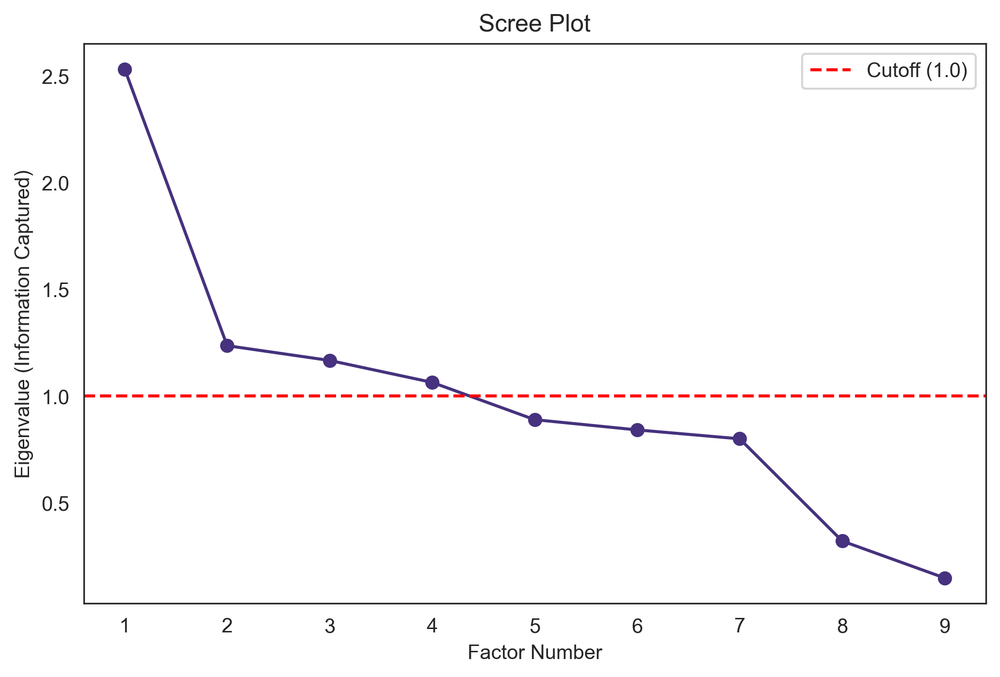 Scree Plot
Cutoff (1.0)
Eigenvalue (Information Captured)
2.5
2.0
1.5
1.0
0.5
1 2 3 4 5 6 7 8 9
Factor Number